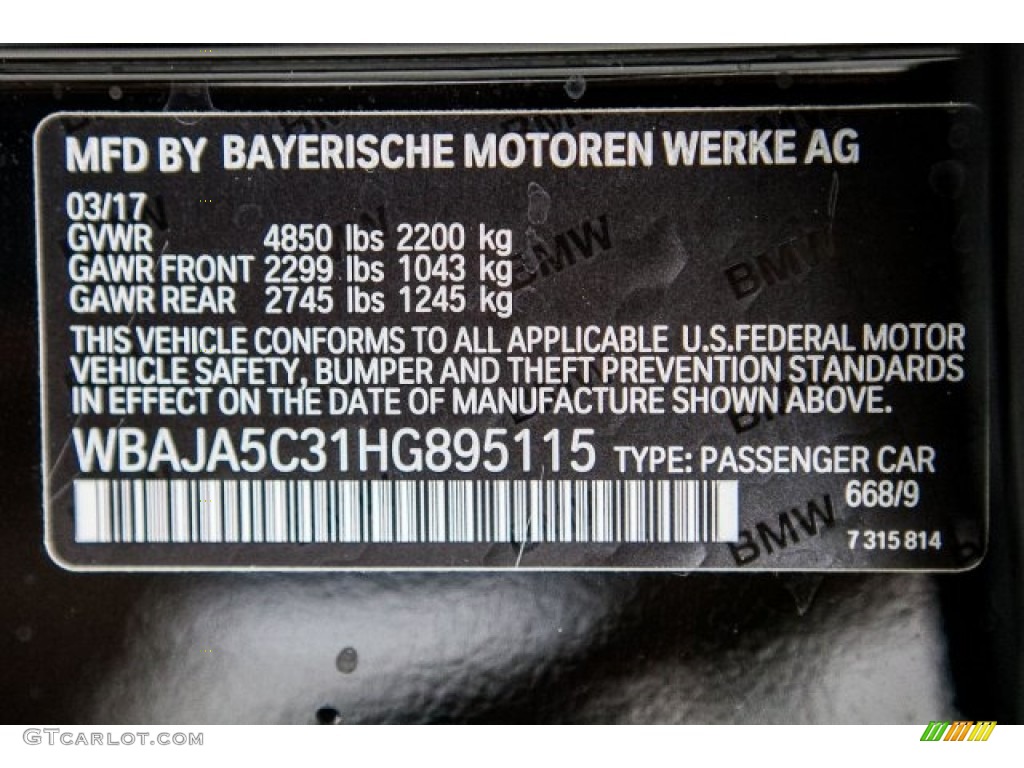 MFD BY BAYERISCHE MOTOREN WERKE AG
03/17
GVWR 4850 lbs 2200 kg
GAWR FRONT 2299 lbs 1043 kg
GAWR REAR 2745 lbs 1245 kg
THIS VEHICLE CONFORMS TO ALL APPLICABLE U.S.FEDERAL MOTOR
VEHICLE SAFETY, BUMPER AND THEFT PREVENTION STANDARDS
IN EFFECT ON THE DATE OF MANUFACTURE SHOWN ABOVE.
WBAJA5C31HG895115 TYPE: PASSENGER CAR
668/9
7 315 814
BMW
BMW
BMW
GTCarlot.com